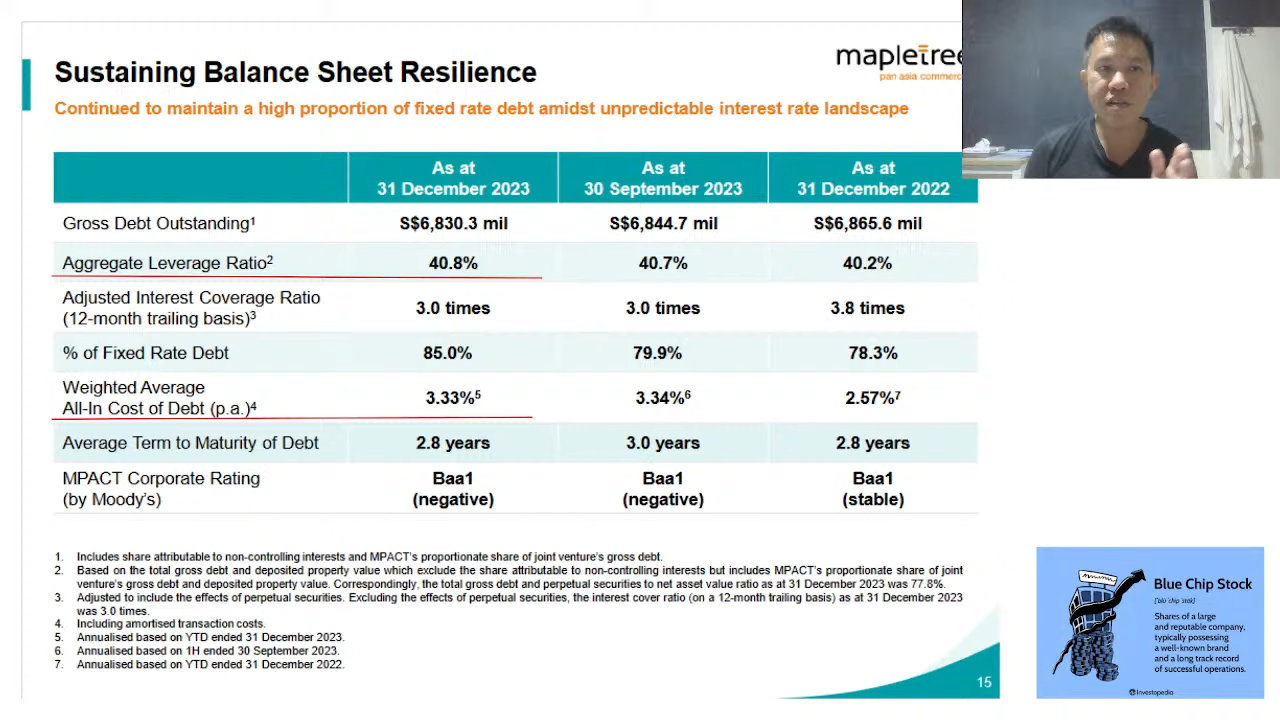 Sustaining Balance Sheet Resilience
mapletree
pan asia commerc
Continued to maintain a high proportion of fixed rate debt amidst unpredictable interest rate landscape
As at As at As at
31 December 2023 30 September 2023 31 December 2022
Gross Debt Outstanding¹ S$6,830.3 mil S$6,844.7 mil S$6,865.6 mil
Aggregate Leverage Ratio² 40.8% 40.7% 40.2%
Adjusted Interest Coverage Ratio
(12-month trailing basis)³ 3.0 times 3.0 times 3.8 times
% of Fixed Rate Debt 85.0% 79.9% 78.3%
Weighted Average
All-In Cost of Debt (p.a.)⁴ 3.33%⁵ 3.34%⁶ 2.57%⁷
Average Term to Maturity of Debt 2.8 years 3.0 years 2.8 years
MPACT Corporate Rating Baa1 Baa1 Baa1
(by Moody's) (negative) (negative) (stable)
1. Includes share attributable to non-controlling interests and MPACT's proportionate share of joint venture's gross debt.
2. Based on the total gross debt and deposited property value which exclude the share attributable to non-controlling interests but includes MPACT's proportionate share of joint
venture's gross debt and deposited property value. Correspondingly, the total gross debt and perpetual securities to net asset value ratio as at 31 December 2023 was 77.8%.
3. Adjusted to include the effects of perpetual securities. Excluding the effects of perpetual securities, the interest cover ratio (on a 12-month trailing basis) as at 31 December 2023
was 3.0 times.
4. Including amortised transaction costs.
5. Annualised based on YTD ended 31 December 2023.
6. Annualised based on 1H ended 30 September 2023.
7. Annualised based on YTD ended 31 December 2022.
15
Blue Chip Stock
['blü 'chip 'stäk]
Shares of a large
and reputable company,
typically possessing
a well-known brand
and a long track record
of successful operations.
Investopedia